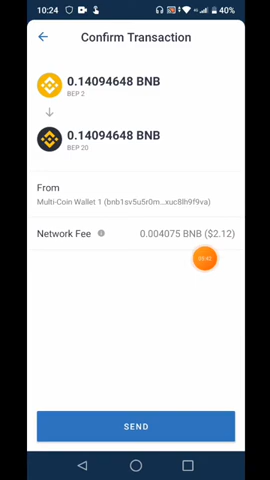 10:24
40%
Confirm Transaction
0.14094648 BNB
BEP 2
0.14094648 BNB
BEP 20
From
Multi-Coin Wallet 1 (bnb1sv5u5r0m...xuc8lh9f9va)
Network Fee
0.004075 BNB ($2.12)
SEND